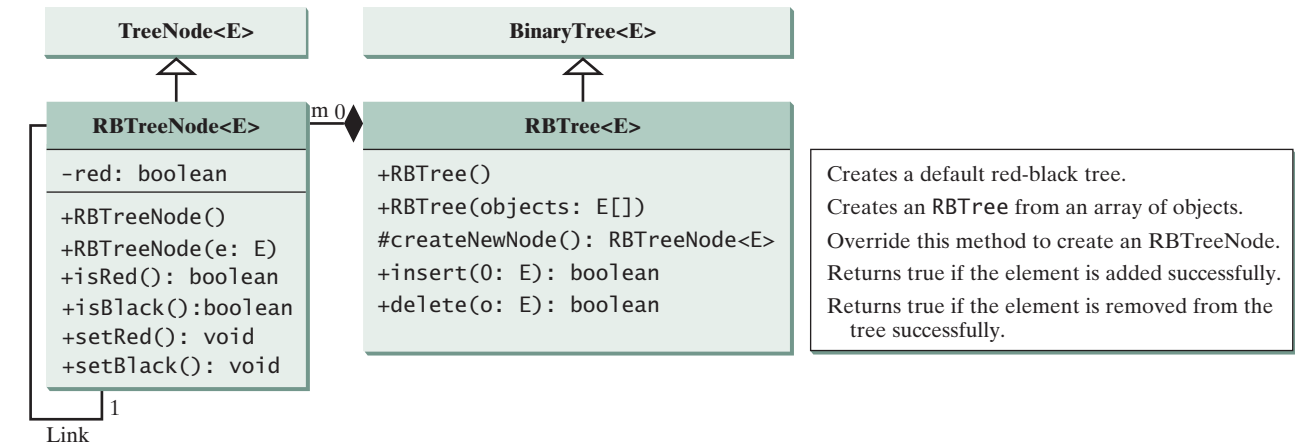 TreeNode<E>
BinaryTree<E>
RBTreeNode<E>
m 0
RBTree<E>
-red: boolean
+RBTreeNode()
+RBTreeNode(e: E)
+isRed(): boolean
+isBlack():boolean
+setRed(): void
+setBlack(): void
1
Link
+RBTree()
+RBTree(objects: E[])
#createNewNode(): RBTreeNode<E>
+insert(O: E): boolean
+delete(o: E): boolean
Creates a default red-black tree.
Creates an RBTree from an array of objects.
Override this method to create an RBTreeNode.
Returns true if the element is added successfully.
Returns true if the element is removed from the
tree successfully.